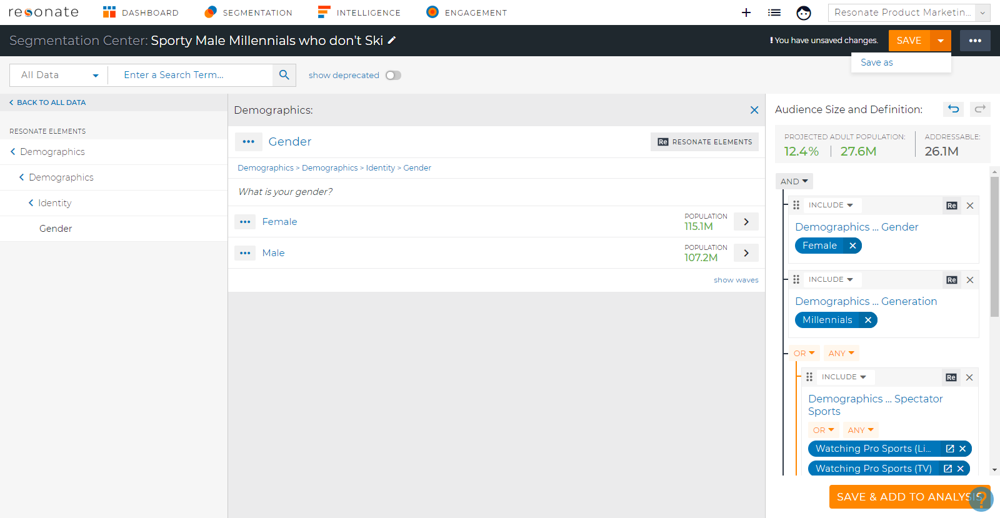 resonate
DASHBOARD
SEGMENTATION
INTELLIGENCE
ENGAGEMENT
Resonate Product Marketin...
Segmentation Center: Sporty Male Millennials who don't Ski
! You have unsaved changes.
SAVE
Save as
All Data
Enter a Search Term...
show deprecated
BACK TO ALL DATA
RESONATE ELEMENTS
Demographics
Demographics
Identity
Gender
Demographics:
Gender
Re RESONATE ELEMENTS
Demographics > Demographics > Identity > Gender
What is your gender?
Female
POPULATION
115.1M
Male
POPULATION
107.2M
show waves
Audience Size and Definition:
PROJECTED ADULT POPULATION:
12.4% | 27.6M
ADDRESSABLE:
26.1M
AND
INCLUDE
Re
Demographics ... Gender
Female
INCLUDE
Re
Demographics ... Generation
Millennials
OR ANY
INCLUDE
Re
Demographics ... Spectator
Sports
OR ANY
Watching Pro Sports (Li...
Watching Pro Sports (TV)
SAVE & ADD TO ANALYSIS
?